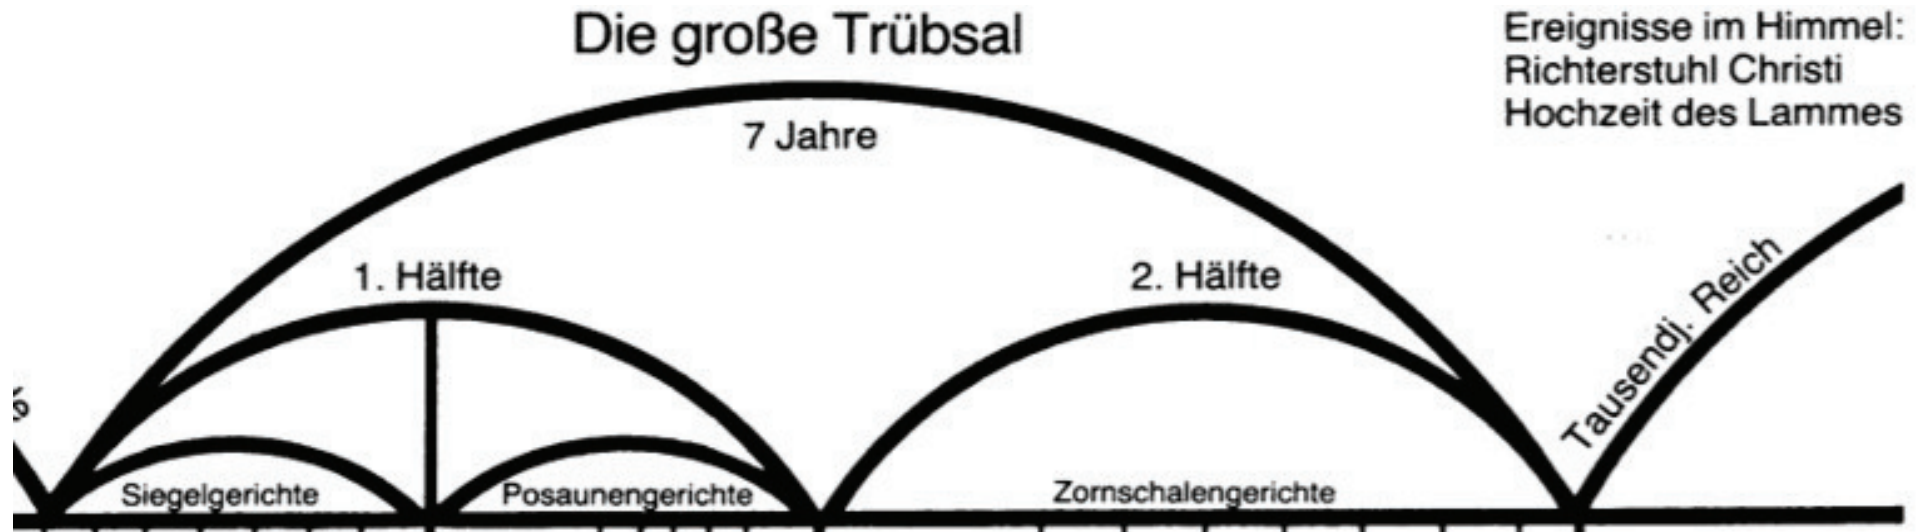 Die große Trübsal
Ereignisse im Himmel:
Richterstuhl Christi
Hochzeit des Lammes
7 Jahre
1. Hälfte
2. Hälfte
Tausendj. Reich
Siegelgerichte
Posaunengerichte
Zornschalengerichte